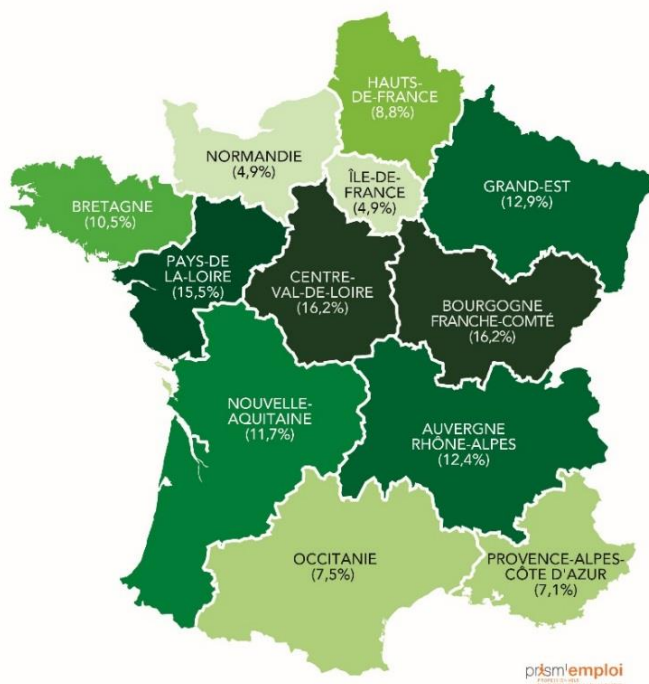 HAUTS-
DE-FRANCE
(8,8%)
NORMANDIE
(4,9%)
ÎLE-DE-
FRANCE
(4,9%)
GRAND-EST
(12,9%)
BRETAGNE
(10,5%)
PAYS-DE
LA-LOIRE
(15,5%)
CENTRE-
VAL-DE-LOIRE
(16,2%)
BOURGOGNE
FRANCHE-COMTÉ
(16,2%)
NOUVELLE-
AQUITAINE
(11,7%)
AUVERGNE
RHÔNE-ALPES
(12,4%)
OCCITANIE
(7,5%)
PROVENCE-ALPES-
CÔTE D'AZUR
(7,1%)
prism'emploi